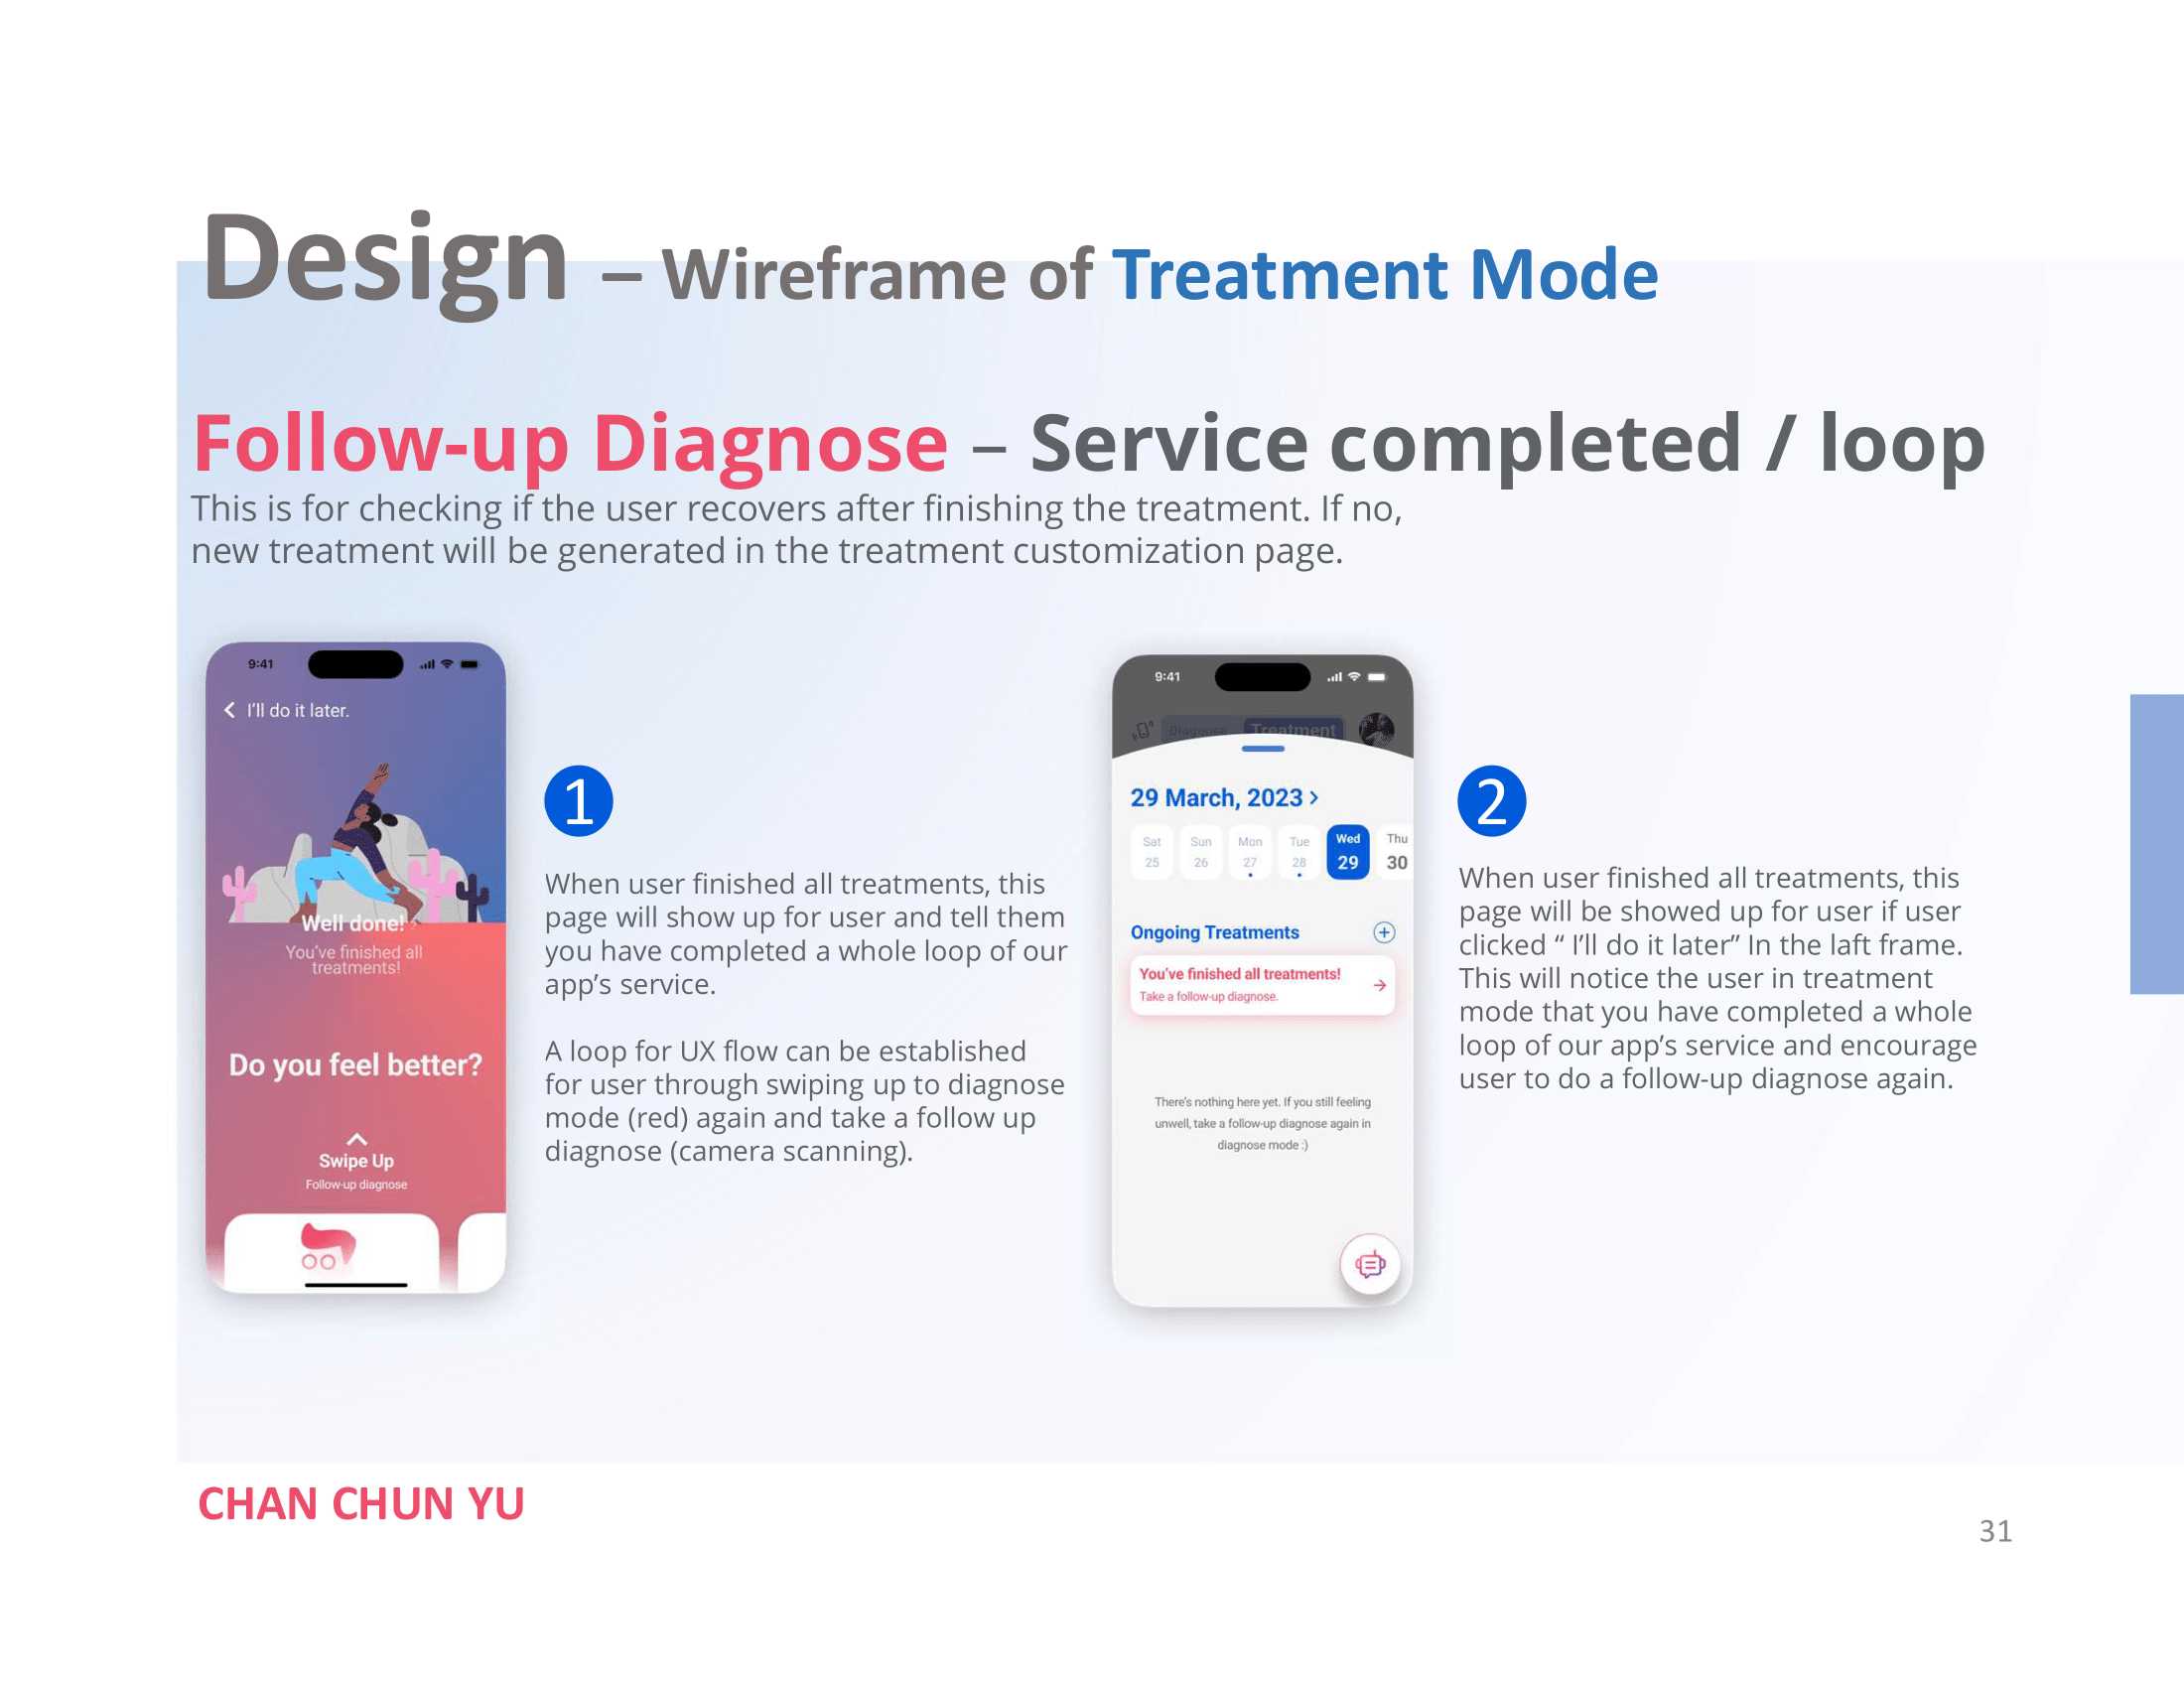 Design – Wireframe of Treatment Mode
Follow-up Diagnose – Service completed / loop
This is for checking if the user recovers after finishing the treatment. If no,
new treatment will be generated in the treatment customization page.
9:41
I'll do it later.
Well done!
You've finished all
treatments!
Do you feel better?
Swipe Up
Follow-up diagnose
1
When user finished all treatments, this
page will show up for user and tell them
you have completed a whole loop of our
app's service.
A loop for UX flow can be established
for user through swiping up to diagnose
mode (red) again and take a follow up
diagnose (camera scanning).
9:41
Diagnose Treatment
29 March, 2023
Sat Sun Mon Tue Wed Thu
25 26 27 28 29 30
Ongoing Treatments
You've finished all treatments!
Take a follow-up diagnose.
There's nothing here yet. If you still feeling
unwell, take a follow-up diagnose again in
diagnose mode :)
2
When user finished all treatments, this
page will be showed up for user if user
clicked “ I'll do it later” In the laft frame.
This will notice the user in treatment
mode that you have completed a whole
loop of our app's service and encourage
user to do a follow-up diagnose again.
CHAN CHUN YU
31